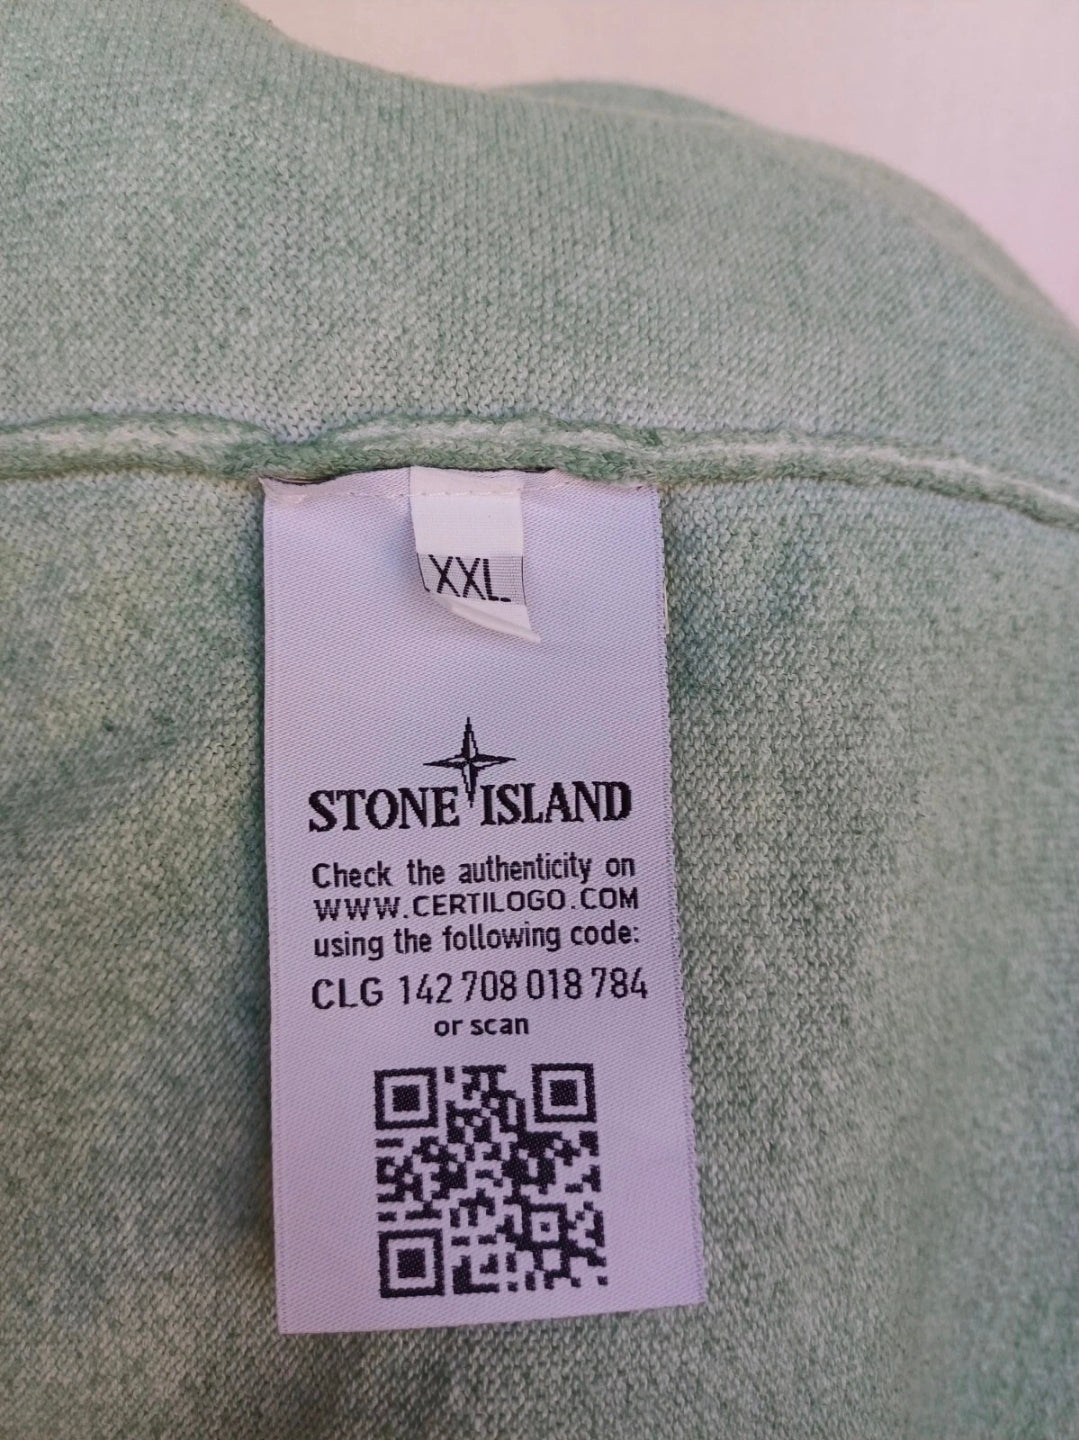 XXL
STONE ISLAND
Check the authenticity on
WWW.CERTILOGO.COM
using the following code:
CLG 142 708 018 784
or scan